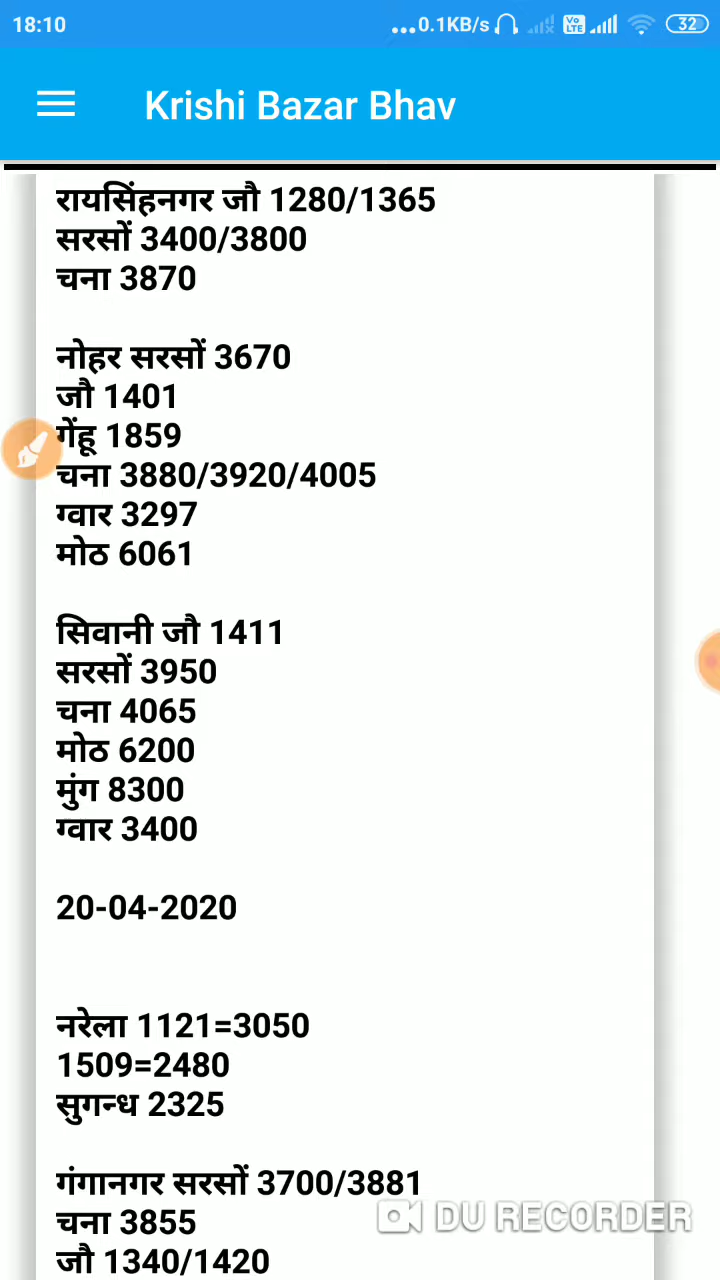 18:10
...0.1KB/s Vo LTE 32
Krishi Bazar Bhav
रायसिंहनगर जौ 1280/1365
सरसों 3400/3800
चना 3870
नोहर सरसों 3670
जौ 1401
गेंहू 1859
चना 3880/3920/4005
ग्वार 3297
मोठ 6061
सिवानी जौ 1411
सरसों 3950
चना 4065
मोठ 6200
मुंग 8300
ग्वार 3400
20-04-2020
नरेला 1121=3050
1509=2480
सुगन्ध 2325
गंगानगर सरसों 3700/3881
चना 3855
DU RECORDER
जौ 1340/1420